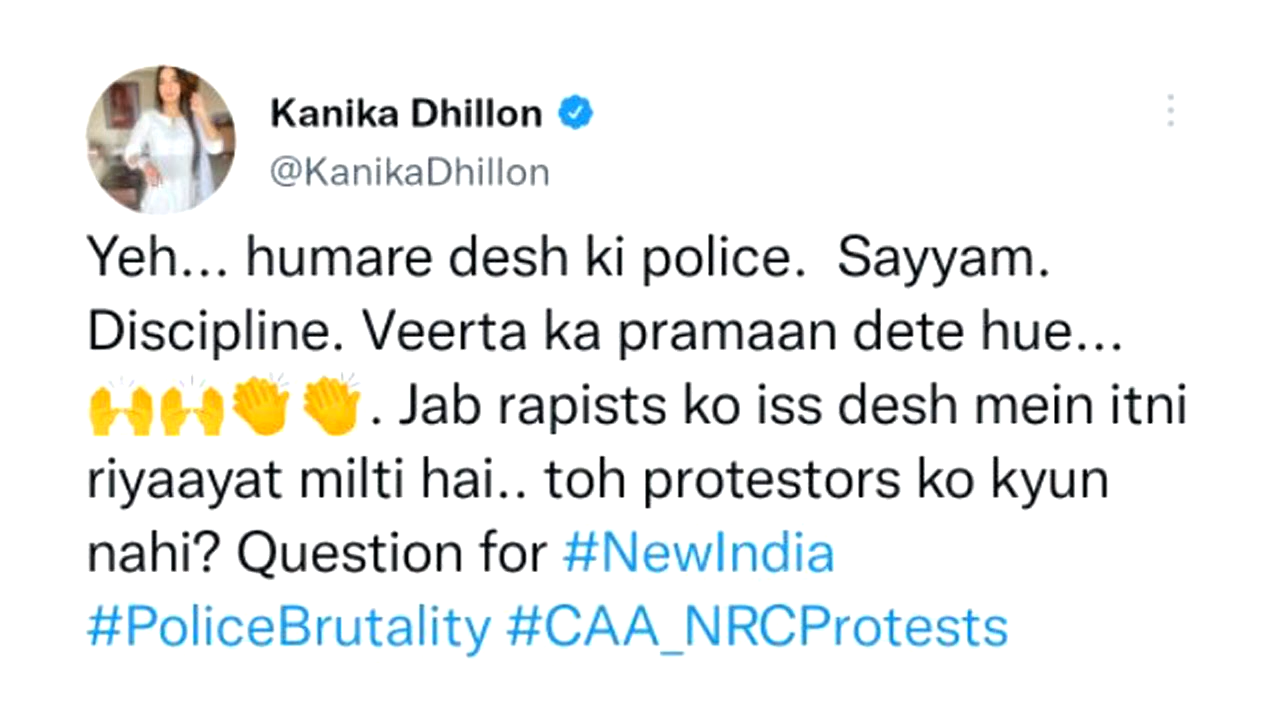 Kanika Dhillon
@KanikaDhillon
Yeh... humare desh ki police.  Sayyam.
Discipline. Veerta ka pramaan dete hue...
🙌🙌👏👏. Jab rapists ko iss desh mein itni
riyaayat milti hai.. toh protestors ko kyun
nahi? Question for #NewIndia
#PoliceBrutality #CAA_NRCProtests